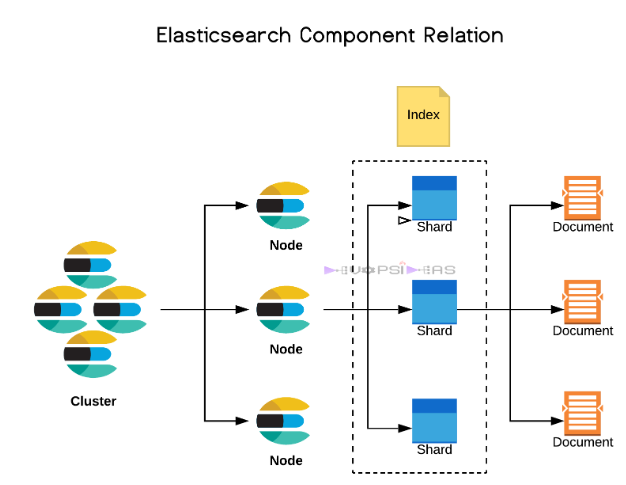 Elasticsearch Component Relation
Index
Node
Shard
Document
Cluster
Node
Shard
Document
Node
Shard
Document